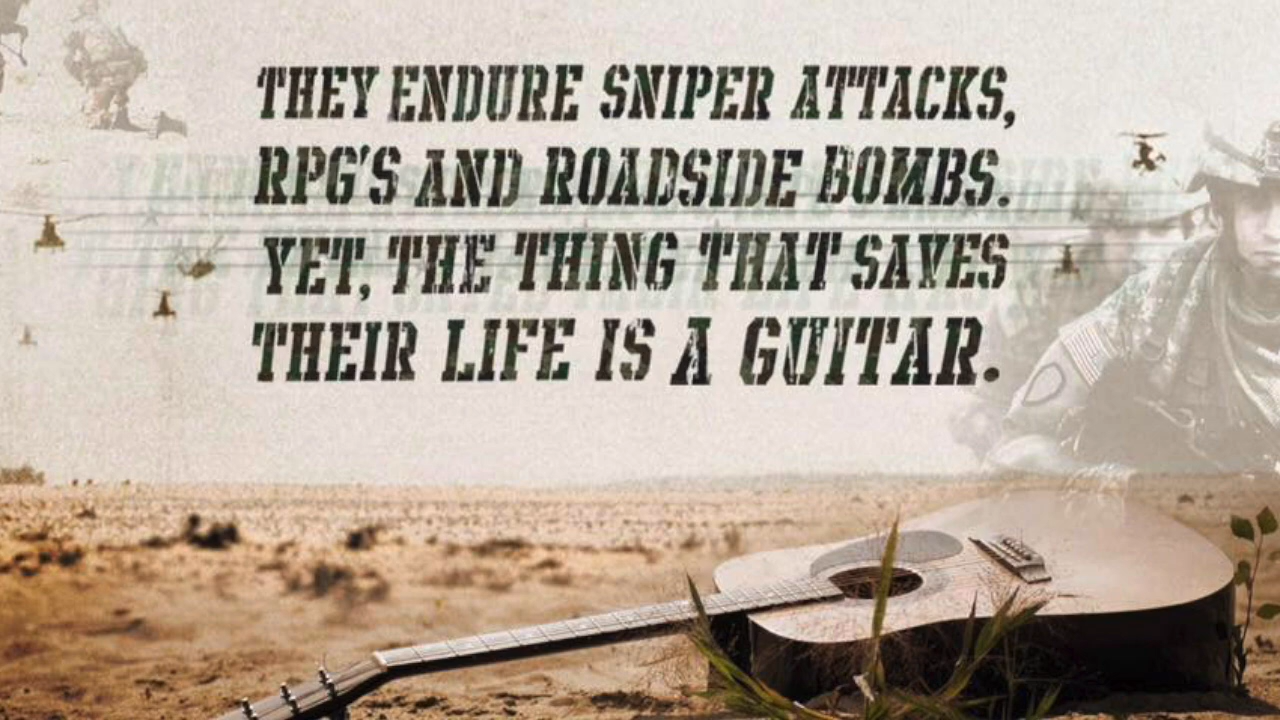 THEY ENDURE SNIPER ATTACKS,
RPG'S AND ROADSIDE BOMBS.
YET, THE THING THAT SAVES
THEIR LIFE IS A GUITAR.